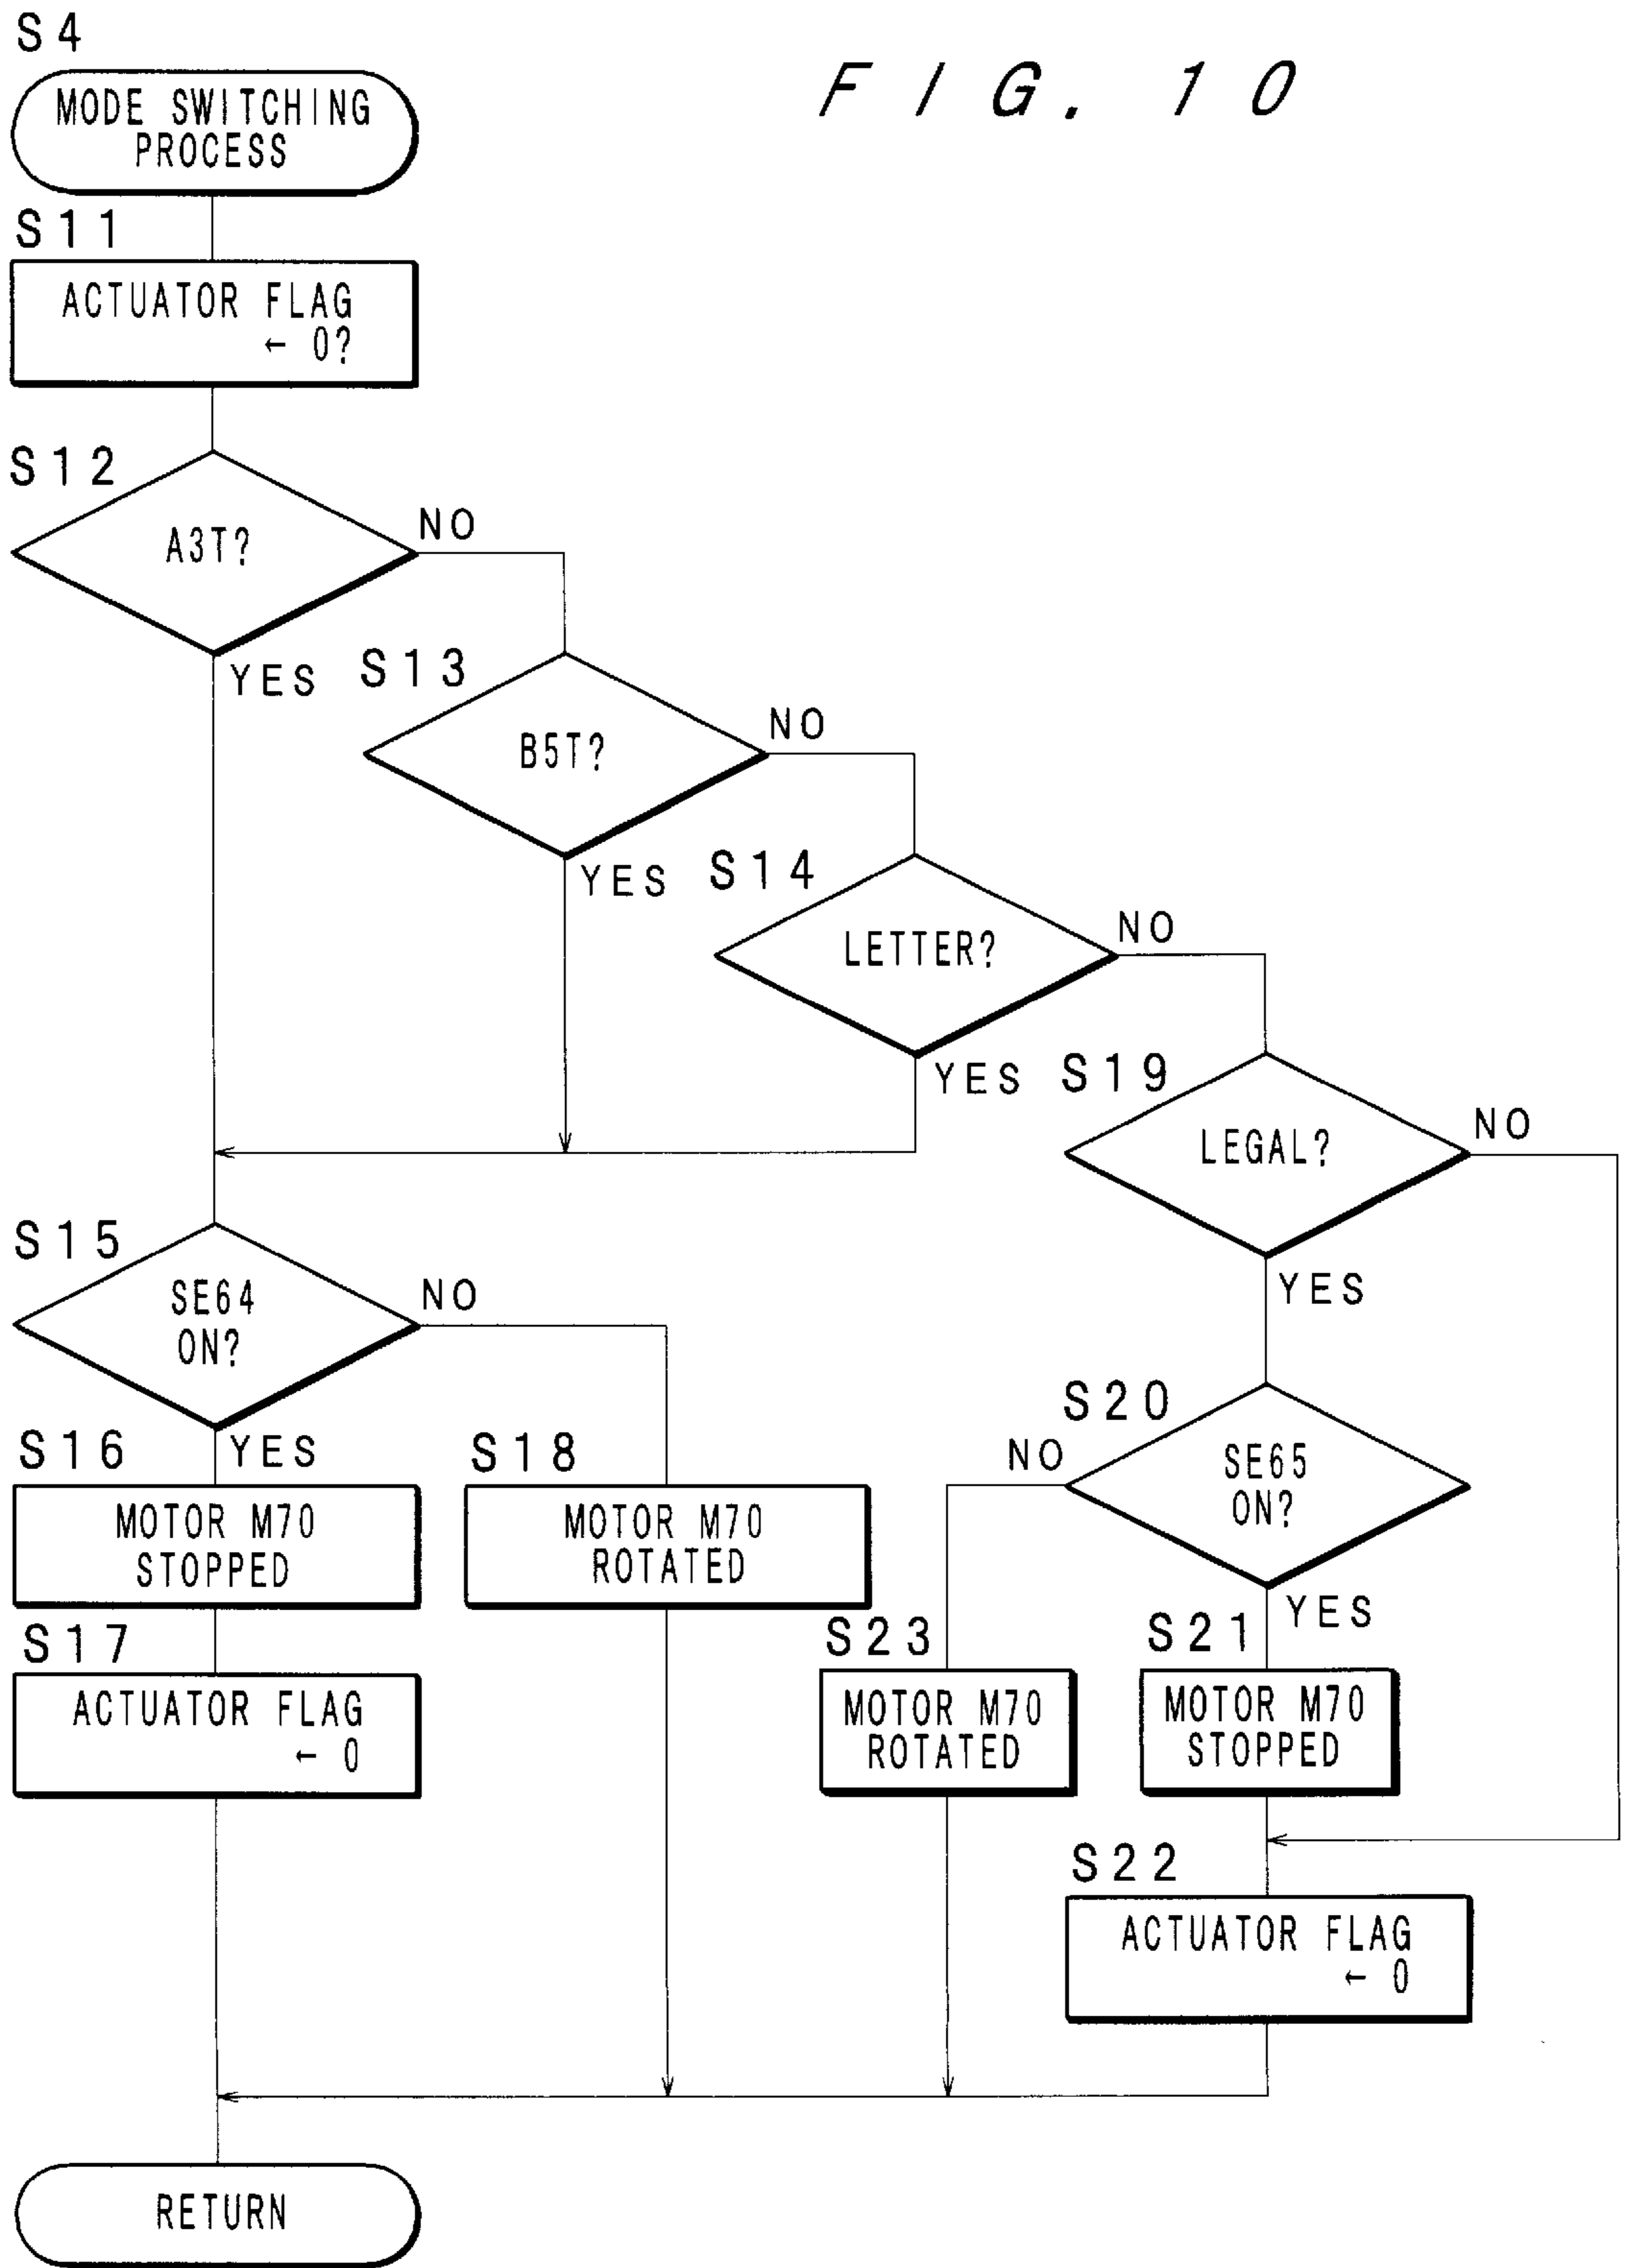 S4
FIG. 10
MODE SWITCHING
PROCESS
S11
ACTUATOR FLAG
← 0?
S12
A3T?
NO
YES
S13
B5T?
NO
YES
S14
LETTER?
NO
YES
S19
LEGAL?
NO
YES
S15
SE64
ON?
NO
YES
S20
SE65
ON?
NO
YES
S16
MOTOR M70
STOPPED
S18
MOTOR M70
ROTATED
S17
ACTUATOR FLAG
← 0
S23
MOTOR M70
ROTATED
S21
MOTOR M70
STOPPED
S22
ACTUATOR FLAG
← 0
RETURN